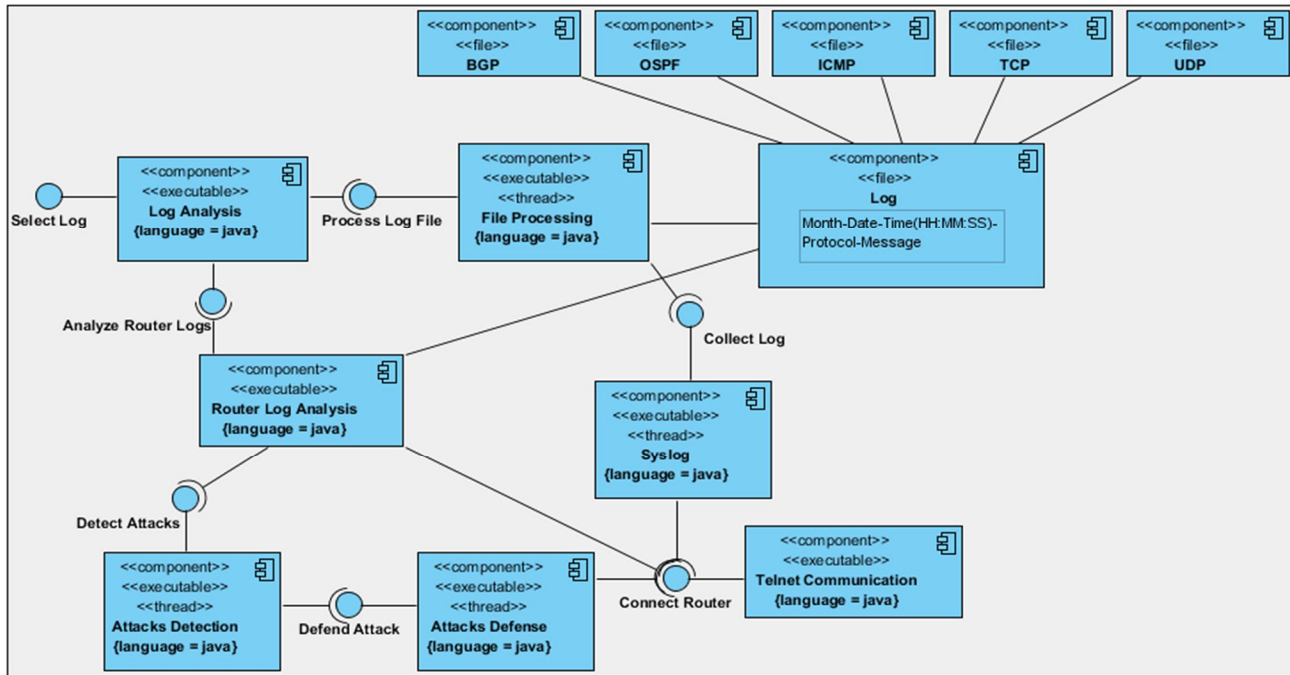 <<component>>
<<file>>
BGP
<<component>>
<<file>>
OSPF
<<component>>
<<file>>
ICMP
<<component>>
<<file>>
TCP
<<component>>
<<file>>
UDP
Select Log
<<component>>
<<executable>>
Log Analysis
{language = java}
Process Log File
<<component>>
<<executable>>
<<thread>>
File Processing
{language = java}
<<component>>
<<file>>
Log
Month-Date-Time(HH:MM:SS)-
Protocol-Message
Analyze Router Logs
Collect Log
<<component>>
<<executable>>
Router Log Analysis
{language = java}
<<component>>
<<executable>>
<<thread>>
Syslog
{language = java}
Detect Attacks
<<component>>
<<executable>>
<<thread>>
Attacks Detection
{language = java}
Defend Attack
<<component>>
<<executable>>
<<thread>>
Attacks Defense
{language = java}
Connect Router
<<component>>
<<executable>>
Telnet Communication
{language = java}